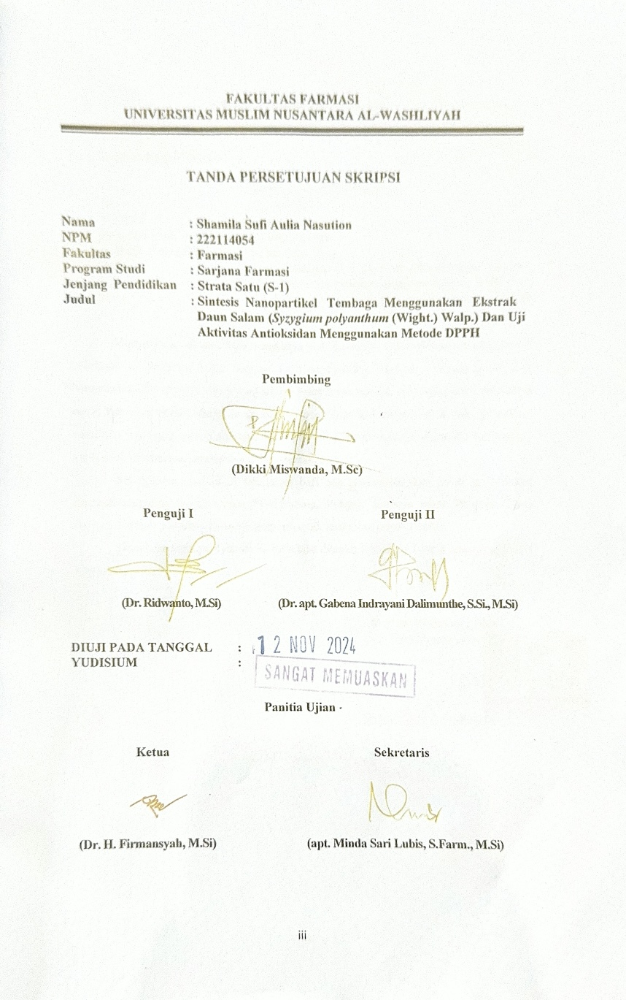 FAKULTAS FARMASI
UNIVERSITAS MUSLIM NUSANTARA AL-WASHLIYAH
TANDA PERSETUJUAN SKRIPSI
Nama : Shamila Sufi Aulia Nasution
NPM : 222114054
Fakultas : Farmasi
Program Studi : Sarjana Farmasi
Jenjang Pendidikan : Strata Satu (S-1)
Judul : Sintesis Nanopartikel Tembaga Menggunakan Ekstrak
Daun Salam (Syzygium polyanthum (Wight.) Walp.) Dan Uji
Aktivitas Antioksidan Menggunakan Metode DPPH
Pembimbing
(Dikki Miswanda, M.Sc)
Penguji I Penguji II
(Dr. Ridwanto, M.Si) (Dr. apt. Gabena Indrayani Dalimunthe, S.Si., M.Si)
DIUJI PADA TANGGAL : 12 NOV 2024
YUDISIUM : SANGAT MEMUASKAN
Panitia Ujian
Ketua Sekretaris
(Dr. H. Firmansyah, M.Si) (apt. Minda Sari Lubis, S.Farm., M.Si)
iii